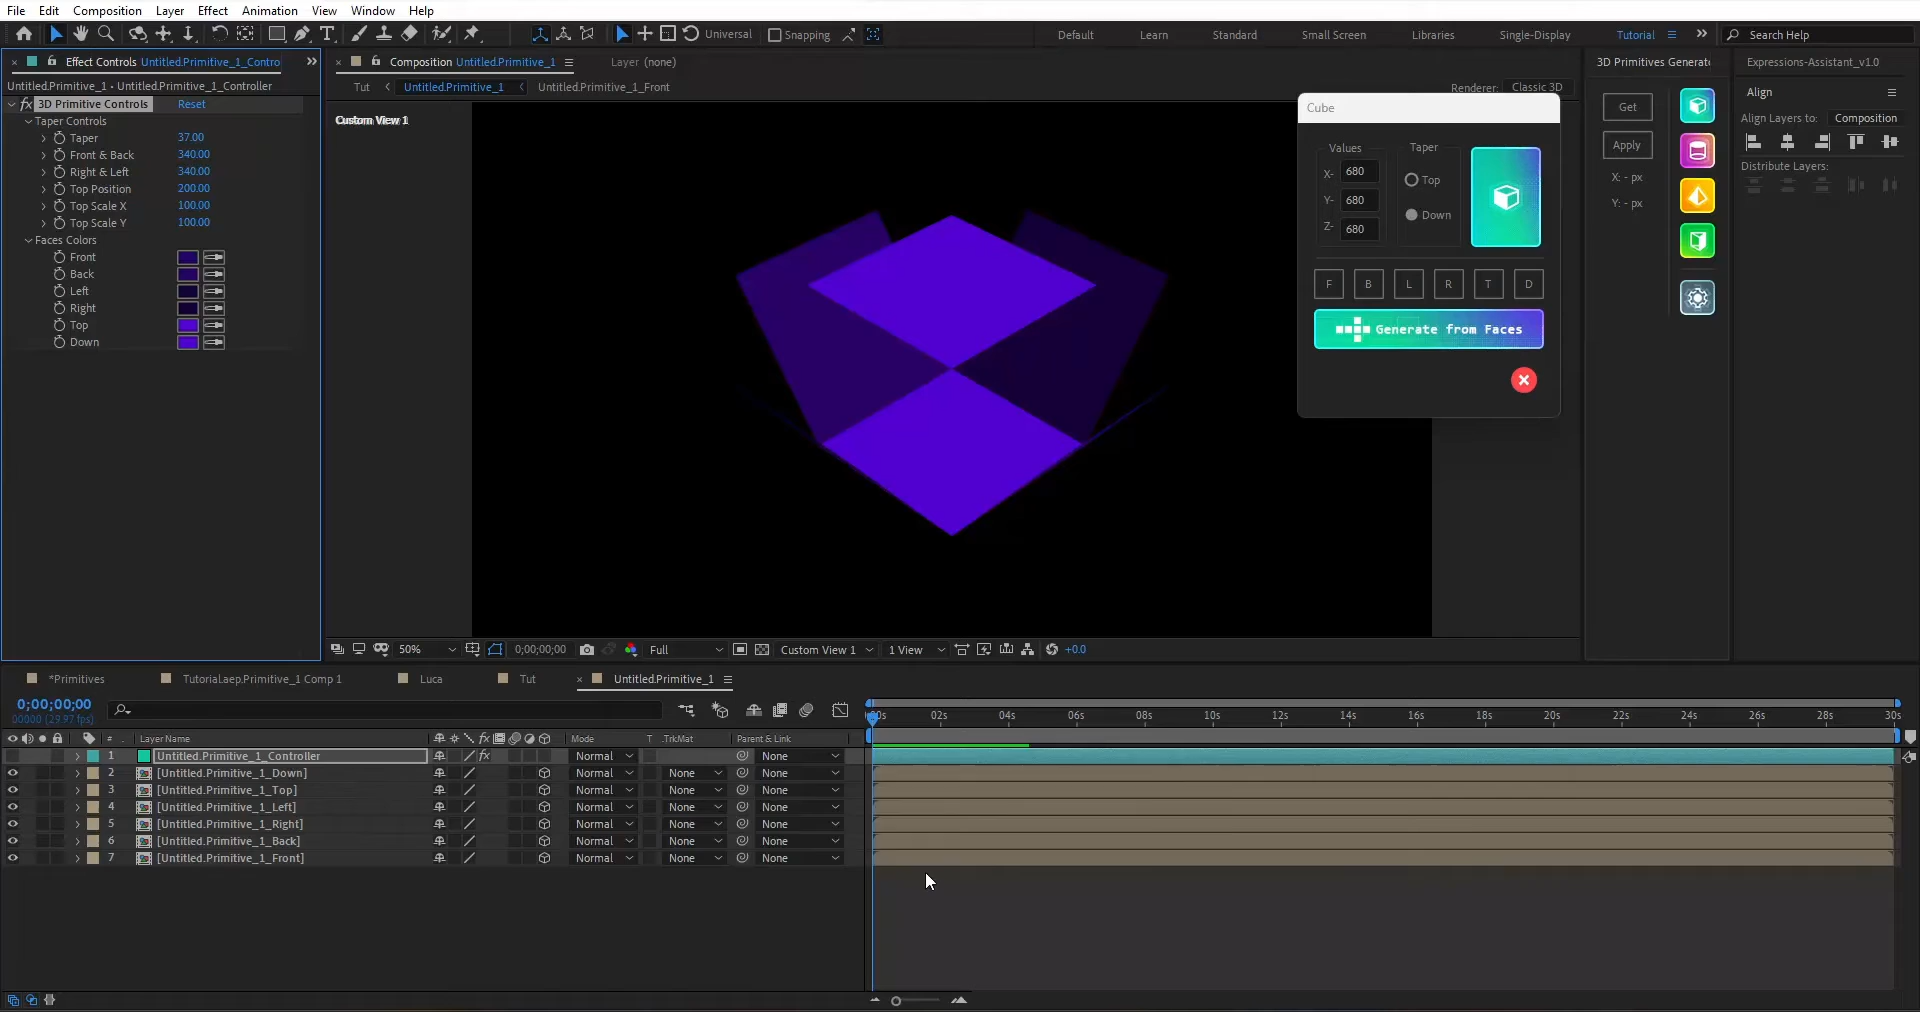 File Edit Composition Layer Effect Animation View Window Help
Universal Snapping Default Learn Standard Small Screen Libraries Single-Display Tutorial Search Help
Effect Controls Untitled.Primitive_1_Contro
Untitled.Primitive_1 • Untitled.Primitive_1_Controller
fx 3D Primitive Controls Reset
Taper Controls
Taper 37.00
Front & Back 340.00
Right & Left 340.00
Top Position 200.00
Top Scale X 100.00
Top Scale Y 100.00
Faces Colors
Front
Back
Left
Right
Top
Down
Composition Untitled.Primitive_1 Layer (none)
Tut Untitled.Primitive_1 Untitled.Primitive_1_Front Renderer: Classic 3D
Custom View 1
Cube
Values Taper
X- 680 Top
Y- 680 Down
Z- 680
F B L R T D
Generate from Faces
3D Primitives Generato
Get
Apply
X: - px
Y: - px
Expressions-Assistant_v1.0
Align
Align Layers to: Composition
Distribute Layers:
50% 0;00;00;00 Full Custom View 1 1 View +0.0
*Primitives Tutorial.aep.Primitive_1 Comp 1 Luca Tut Untitled.Primitive_1
0;00;00;00
00000 (29.97 fps)
:00s 02s 04s 06s 08s 10s 12s 14s 16s 18s 20s 22s 24s 26s 28s 30s
# Layer Name fx Mode T .TrkMat Parent & Link
1 Untitled.Primitive_1_Controller fx Normal None
2 [Untitled.Primitive_1_Down] Normal None None
3 [Untitled.Primitive_1_Top] Normal None None
4 [Untitled.Primitive_1_Left] Normal None None
5 [Untitled.Primitive_1_Right] Normal None None
6 [Untitled.Primitive_1_Back] Normal None None
7 [Untitled.Primitive_1_Front] Normal None None